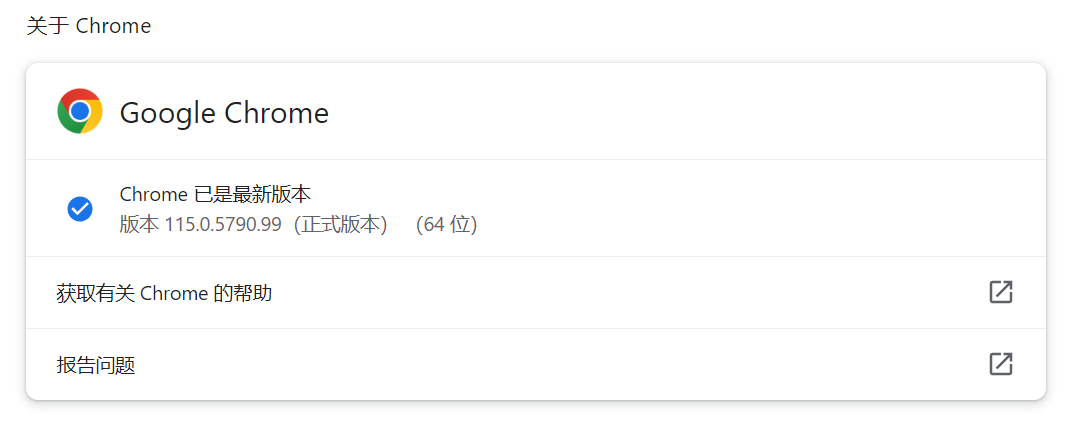 关于 Chrome
Google Chrome
Chrome 已是最新版本
版本 115.0.5790.99（正式版本） （64 位）
获取有关 Chrome 的帮助
报告问题